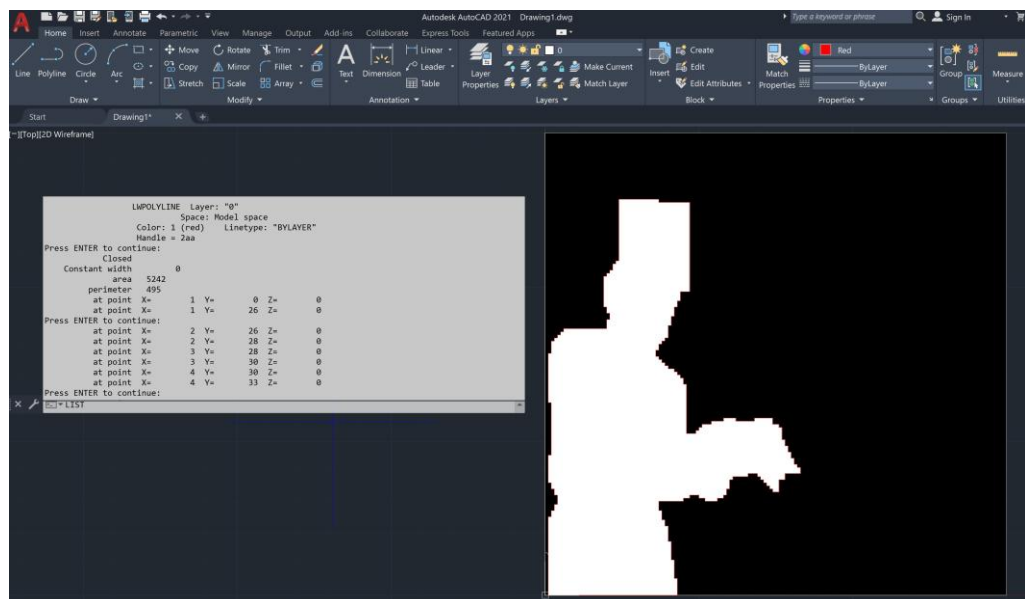 Autodesk AutoCAD 2021 Drawing1.dwg
Type a keyword or phrase
Sign In
Home Insert Annotate Parametric View Manage Output Add-ins Collaborate Express Tools Featured Apps
Line Polyline Circle Arc
Move Rotate Trim
Copy Mirror Fillet
Stretch Scale Array
Text Dimension
Linear
Leader
Table
Layer Properties
0
Make Current
Match Layer
Insert
Create
Edit
Edit Attributes
Match Properties
Red
ByLayer
ByLayer
Group
Measure
Draw Modify Annotation Layers Block Properties Groups Utilities
Start Drawing1* +
[-][Top][2D Wireframe]
LWPOLYLINE Layer: "0"
Space: Model space
Color: 1 (red) Linetype: "BYLAYER"
Handle = 2aa
Press ENTER to continue:
Closed
Constant width 0
area 5242
perimeter 495
at point X= 1 Y= 0 Z= 0
at point X= 1 Y= 26 Z= 0
Press ENTER to continue:
at point X= 2 Y= 26 Z= 0
at point X= 2 Y= 28 Z= 0
at point X= 3 Y= 28 Z= 0
at point X= 3 Y= 30 Z= 0
at point X= 4 Y= 30 Z= 0
at point X= 4 Y= 33 Z= 0
Press ENTER to continue:
LIST